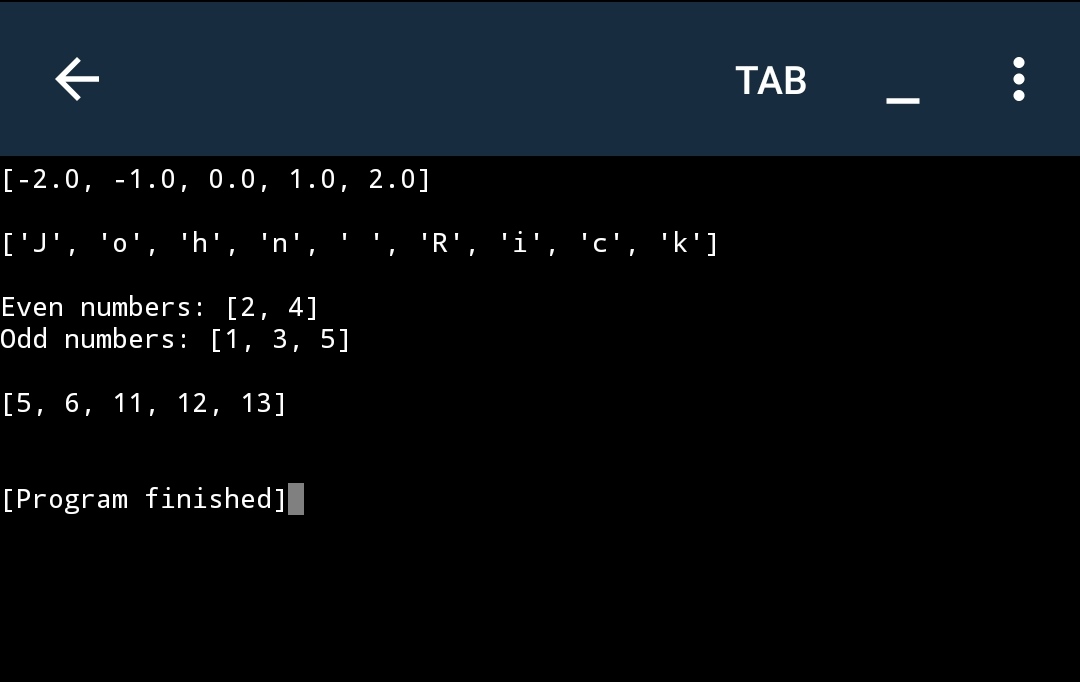 TAB
[-2.0, -1.0, 0.0, 1.0, 2.0]
['J', 'o', 'h', 'n', ' ', 'R', 'i', 'c', 'k']
Even numbers: [2, 4]
Odd numbers: [1, 3, 5]
[5, 6, 11, 12, 13]
[Program finished]